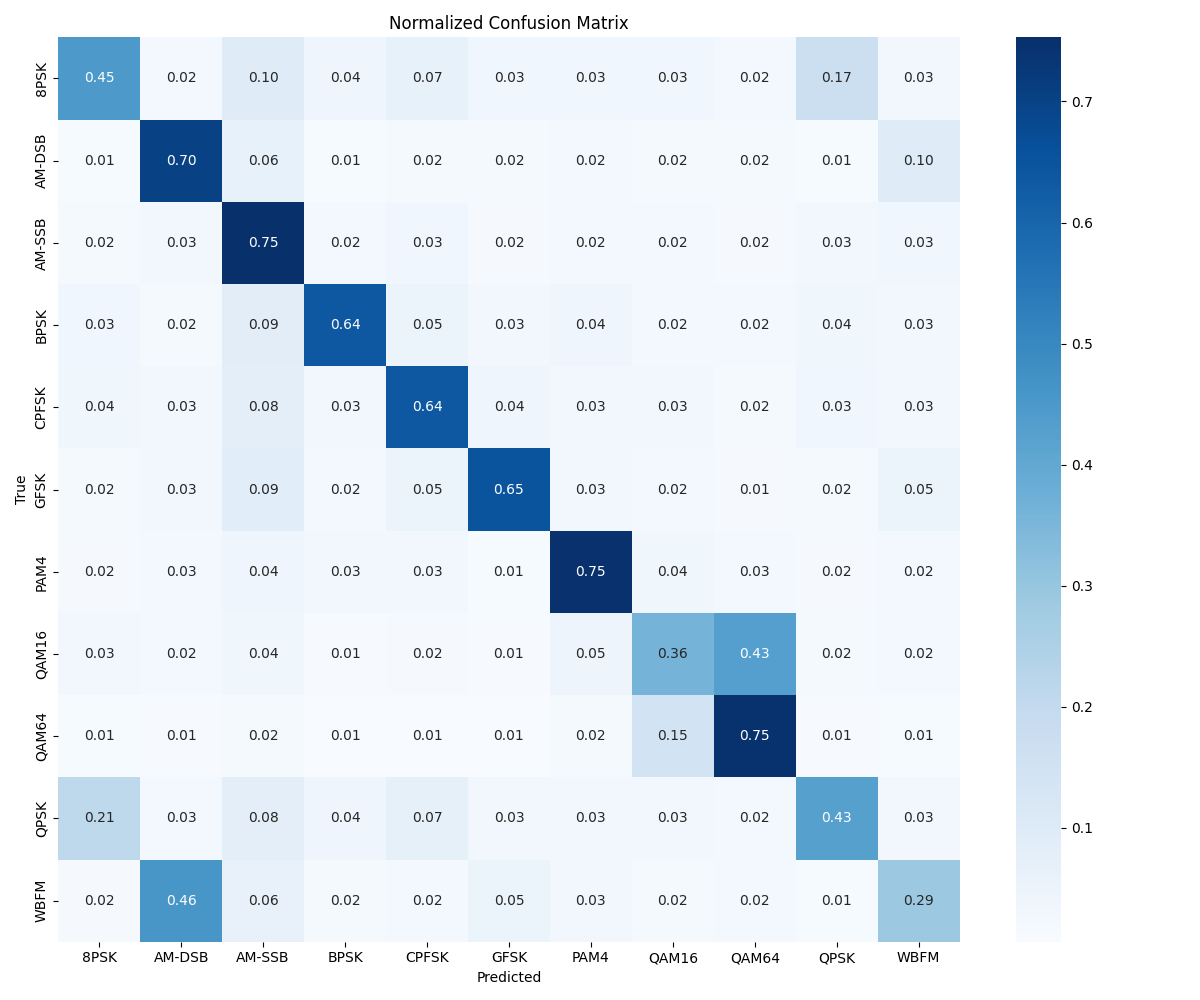 Normalized Confusion Matrix
True
8PSK 0.45 0.02 0.10 0.04 0.07 0.03 0.03 0.03 0.02 0.17 0.03
AM-DSB 0.01 0.70 0.06 0.01 0.02 0.02 0.02 0.02 0.02 0.01 0.10
AM-SSB 0.02 0.03 0.75 0.02 0.03 0.02 0.02 0.02 0.02 0.03 0.03
BPSK 0.03 0.02 0.09 0.64 0.05 0.03 0.04 0.02 0.02 0.04 0.03
CPFSK 0.04 0.03 0.08 0.03 0.64 0.04 0.03 0.03 0.02 0.03 0.03
GFSK 0.02 0.03 0.09 0.02 0.05 0.65 0.03 0.02 0.01 0.02 0.05
PAM4 0.02 0.03 0.04 0.03 0.03 0.01 0.75 0.04 0.03 0.02 0.02
QAM16 0.03 0.02 0.04 0.01 0.02 0.01 0.05 0.36 0.43 0.02 0.02
QAM64 0.01 0.01 0.02 0.01 0.01 0.01 0.02 0.15 0.75 0.01 0.01
QPSK 0.21 0.03 0.08 0.04 0.07 0.03 0.03 0.03 0.02 0.43 0.03
WBFM 0.02 0.46 0.06 0.02 0.02 0.05 0.03 0.02 0.02 0.01 0.29
8PSK AM-DSB AM-SSB BPSK CPFSK GFSK PAM4 QAM16 QAM64 QPSK WBFM
Predicted
0.7
0.6
0.5
0.4
0.3
0.2
0.1